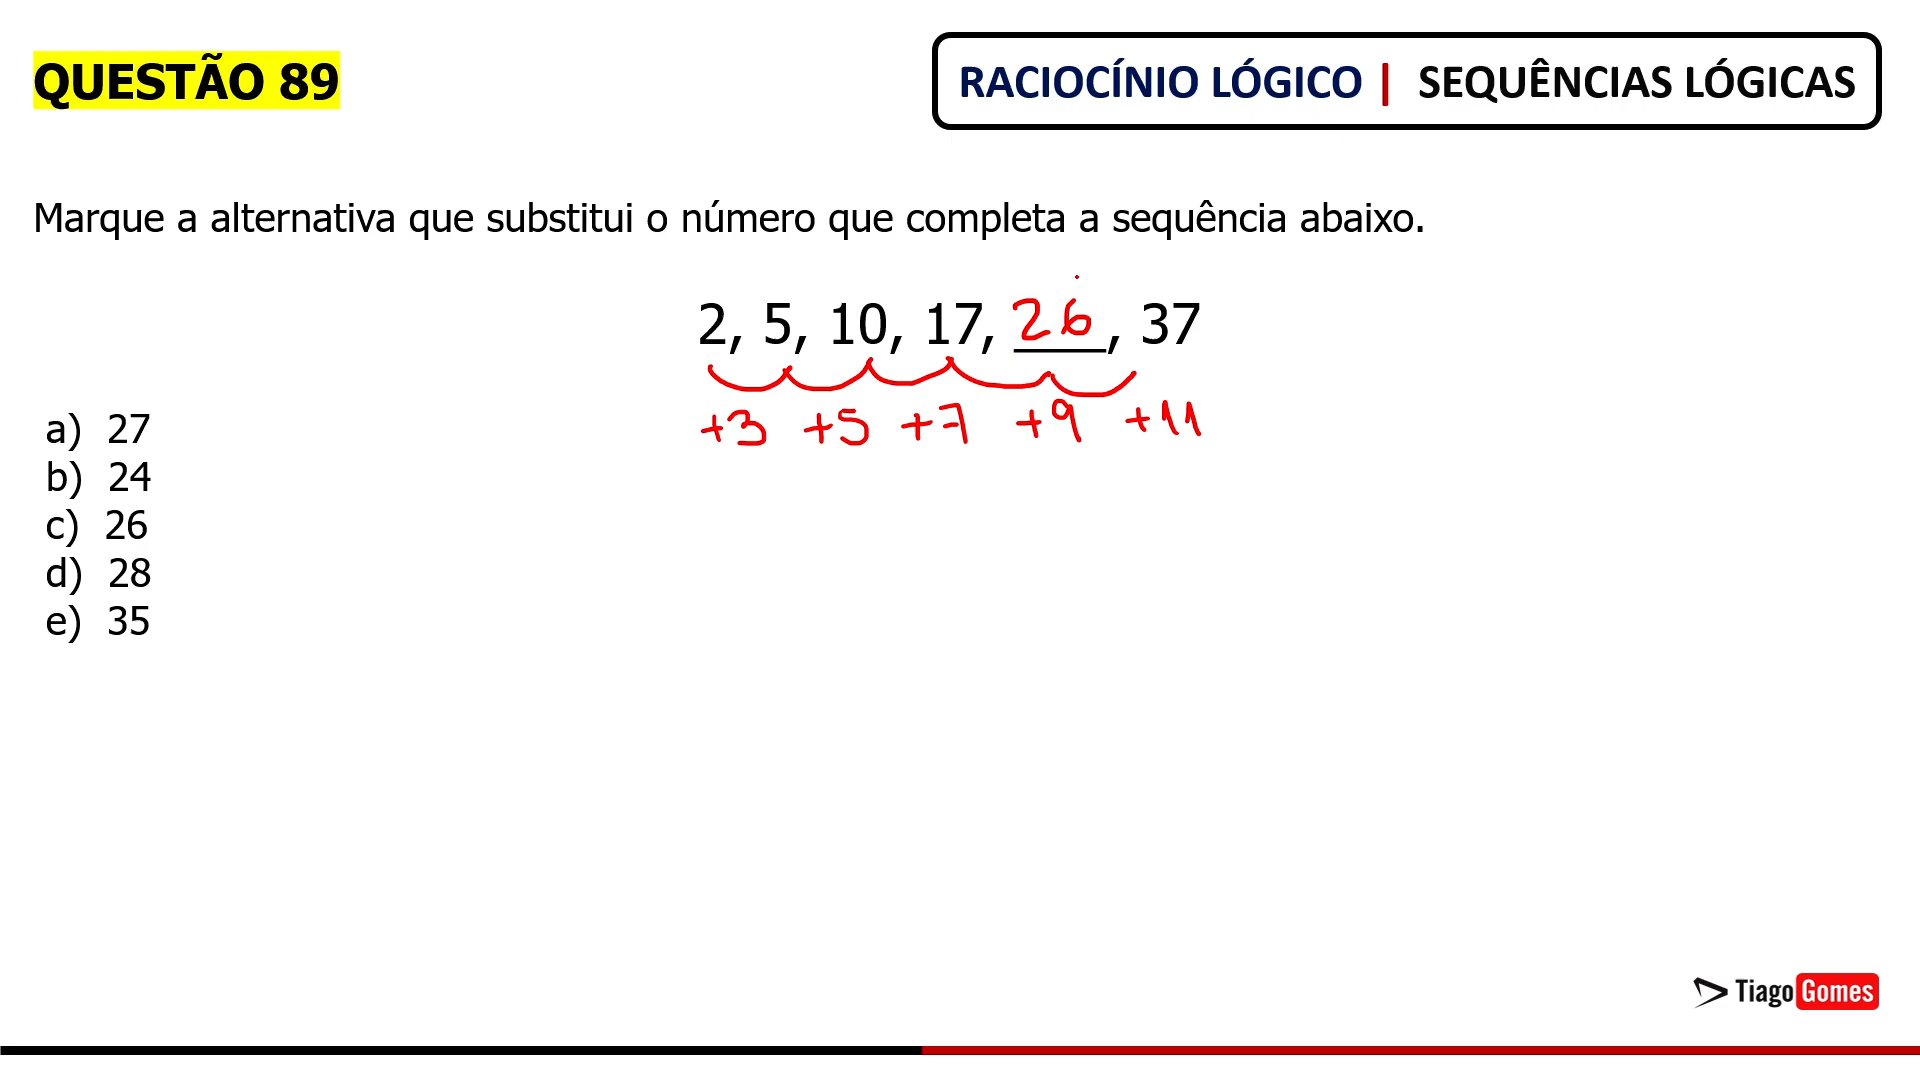 QUESTÃO 89
RACIOCÍNIO LÓGICO | SEQUÊNCIAS LÓGICAS
Marque a alternativa que substitui o número que completa a sequência abaixo.
2, 5, 10, 17, 26, 37
+3 +5 +7 +9 +11
a) 27
b) 24
c) 26
d) 28
e) 35
Tiago Gomes